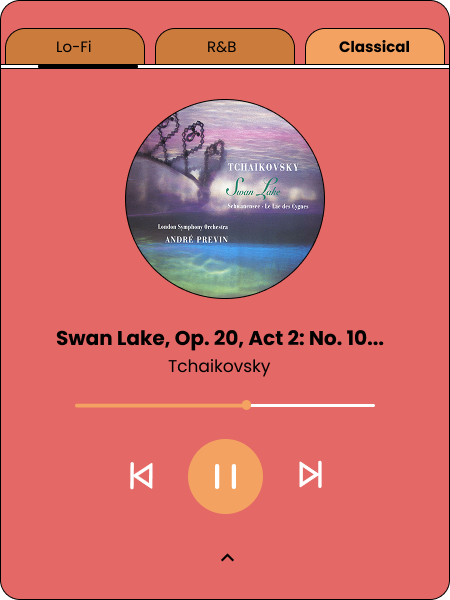 Lo-Fi
R&B
Classical
TCHAIKOVSKY
Swan Lake
Schwanensee · Le Lac des Cygnes
London Symphony Orchestra
ANDRÉ PREVIN
Swan Lake, Op. 20, Act 2: No. 10...
Tchaikovsky